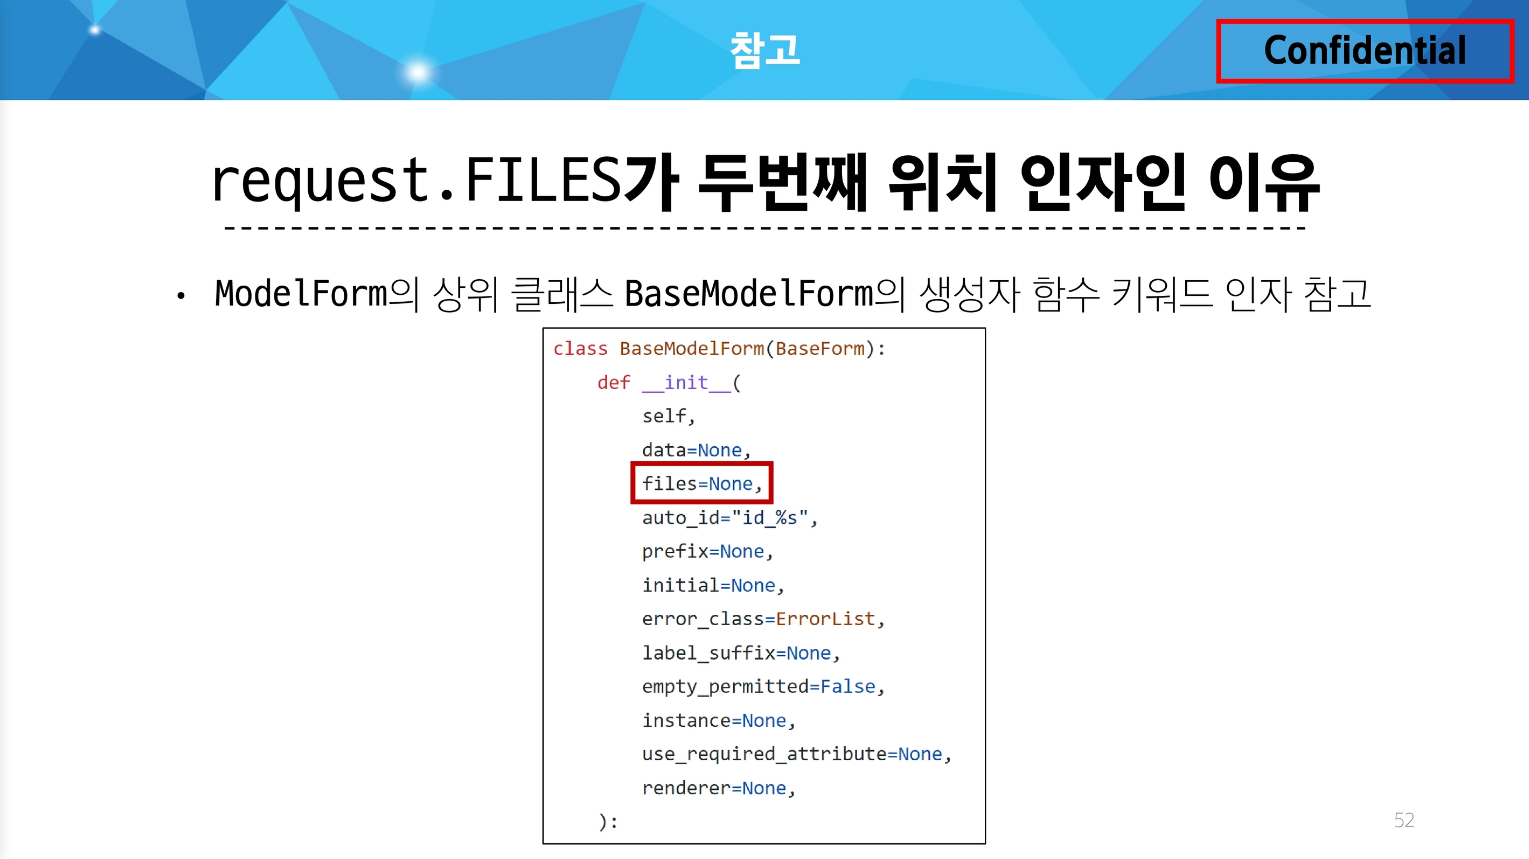 참고
Confidential
request.FILES가 두번째 위치 인자인 이유
• ModelForm의 상위 클래스 BaseModelForm의 생성자 함수 키워드 인자 참고
class BaseModelForm(BaseForm):
    def __init__(
        self,
        data=None,
        files=None,
        auto_id="id_%s",
        prefix=None,
        initial=None,
        error_class=ErrorList,
        label_suffix=None,
        empty_permitted=False,
        instance=None,
        use_required_attribute=None,
        renderer=None,
    ):
52